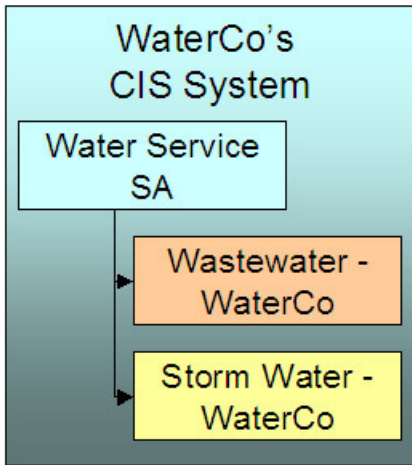 WaterCo’s
CIS System
Water Service
SA
Wastewater -
WaterCo
Storm Water -
WaterCo